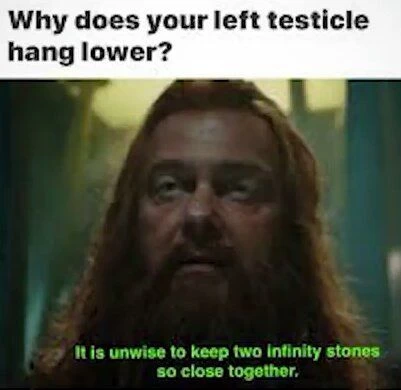 Why does your left testicle
hang lower?
It is unwise to keep two infinity stones
so close together.